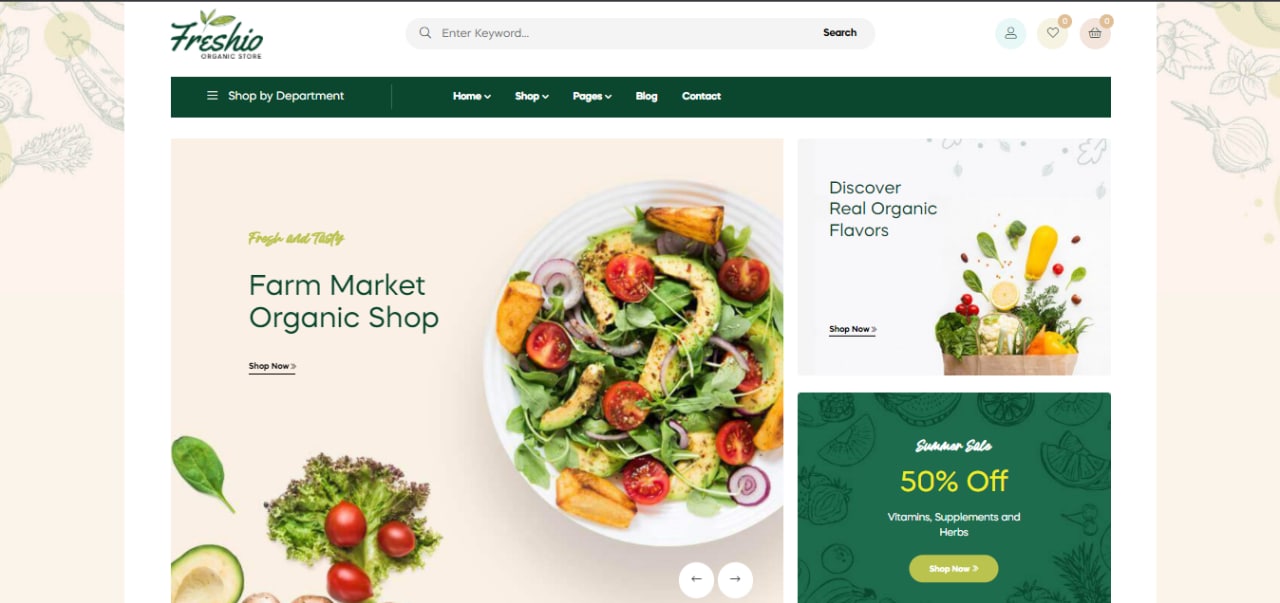 Freshio
ORGANIC STORE
Enter Keyword...
Search
0
0
Shop by Department
Home
Shop
Pages
Blog
Contact
Fresh and Tasty
Farm Market
Organic Shop
Shop Now »
Discover
Real Organic
Flavors
Shop Now »
Summer Sale
50% Off
Vitamins, Supplements and
Herbs
Shop Now »